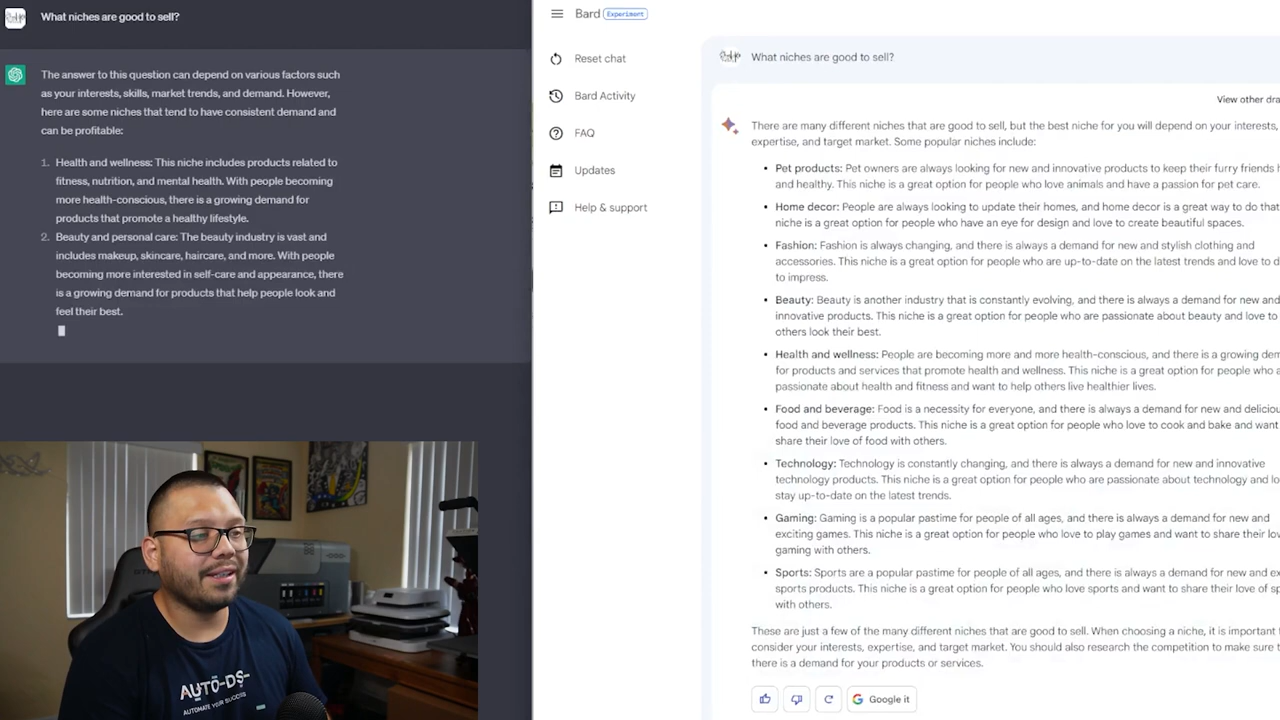 What niches are good to sell?
The answer to this question can depend on various factors such
as your interests, skills, market trends, and demand. However,
here are some niches that tend to have consistent demand and
can be profitable:
1. Health and wellness: This niche includes products related to
fitness, nutrition, and mental health. With people becoming
more health-conscious, there is a growing demand for
products that promote a healthy lifestyle.
2. Beauty and personal care: The beauty industry is vast and
includes makeup, skincare, haircare, and more. With people
becoming more interested in self-care and appearance, there
is a growing demand for products that help people look and
feel their best.
Bard Experiment
Reset chat
Bard Activity
FAQ
Updates
Help & support
What niches are good to sell?
View other dra
There are many different niches that are good to sell, but the best niche for you will depend on your interests,
expertise, and target market. Some popular niches include:
• Pet products: Pet owners are always looking for new and innovative products to keep their furry friends h
and healthy. This niche is a great option for people who love animals and have a passion for pet care.
• Home decor: People are always looking to update their homes, and home decor is a great way to do that
niche is a great option for people who have an eye for design and love to create beautiful spaces.
• Fashion: Fashion is always changing, and there is always a demand for new and stylish clothing and
accessories. This niche is a great option for people who are up-to-date on the latest trends and love to d
to impress.
• Beauty: Beauty is another industry that is constantly evolving, and there is always a demand for new and
innovative products. This niche is a great option for people who are passionate about beauty and love to
others look their best.
• Health and wellness: People are becoming more and more health-conscious, and there is a growing dem
for products and services that promote health and wellness. This niche is a great option for people who a
passionate about health and fitness and want to help others live healthier lives.
• Food and beverage: Food is a necessity for everyone, and there is always a demand for new and deliciou
food and beverage products. This niche is a great option for people who love to cook and bake and want
share their love of food with others.
• Technology: Technology is constantly changing, and there is always a demand for new and innovative
technology products. This niche is a great option for people who are passionate about technology and lo
stay up-to-date on the latest trends.
• Gaming: Gaming is a popular pastime for people of all ages, and there is always a demand for new and
exciting games. This niche is a great option for people who love to play games and want to share their lov
gaming with others.
• Sports: Sports are a popular pastime for people of all ages, and there is always a demand for new and ex
sports products. This niche is a great option for people who love sports and want to share their love of sp
with others.
These are just a few of the many different niches that are good to sell. When choosing a niche, it is important t
consider your interests, expertise, and target market. You should also research the competition to make sure t
there is a demand for your products or services.
Google it
AUTO-DS
AUTOMATE YOUR SUCCESS